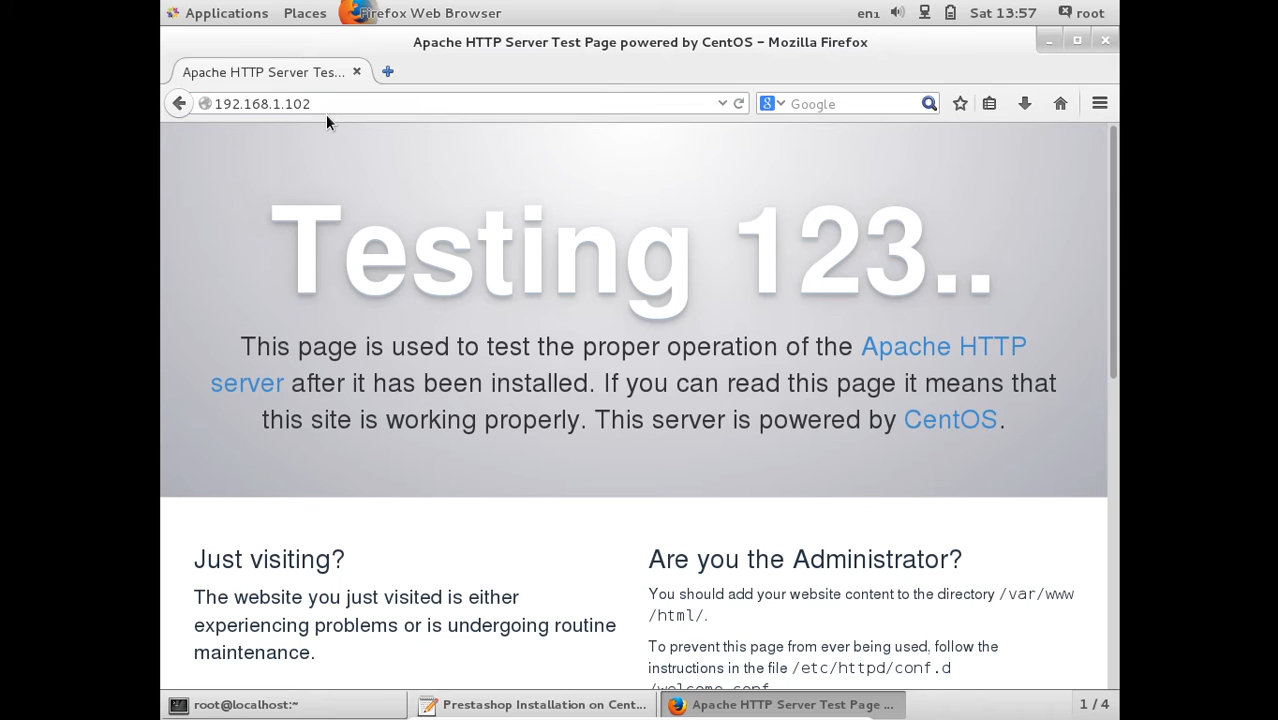 Applications Places Firefox Web Browser en1 Sat 13:57 root
Apache HTTP Server Test Page powered by CentOS - Mozilla Firefox
Apache HTTP Server Tes...
192.168.1.102 Google
Testing 123..
This page is used to test the proper operation of the Apache HTTP
server after it has been installed. If you can read this page it means that
this site is working properly. This server is powered by CentOS.
Just visiting?
The website you just visited is either
experiencing problems or is undergoing routine
maintenance.
Are you the Administrator?
You should add your website content to the directory /var/www
/html/.
To prevent this page from ever being used, follow the
instructions in the file /etc/httpd/conf.d
/welcome.conf.
root@localhost:~ Prestashop Installation on Cent... Apache HTTP Server Test Page ... 1 / 4